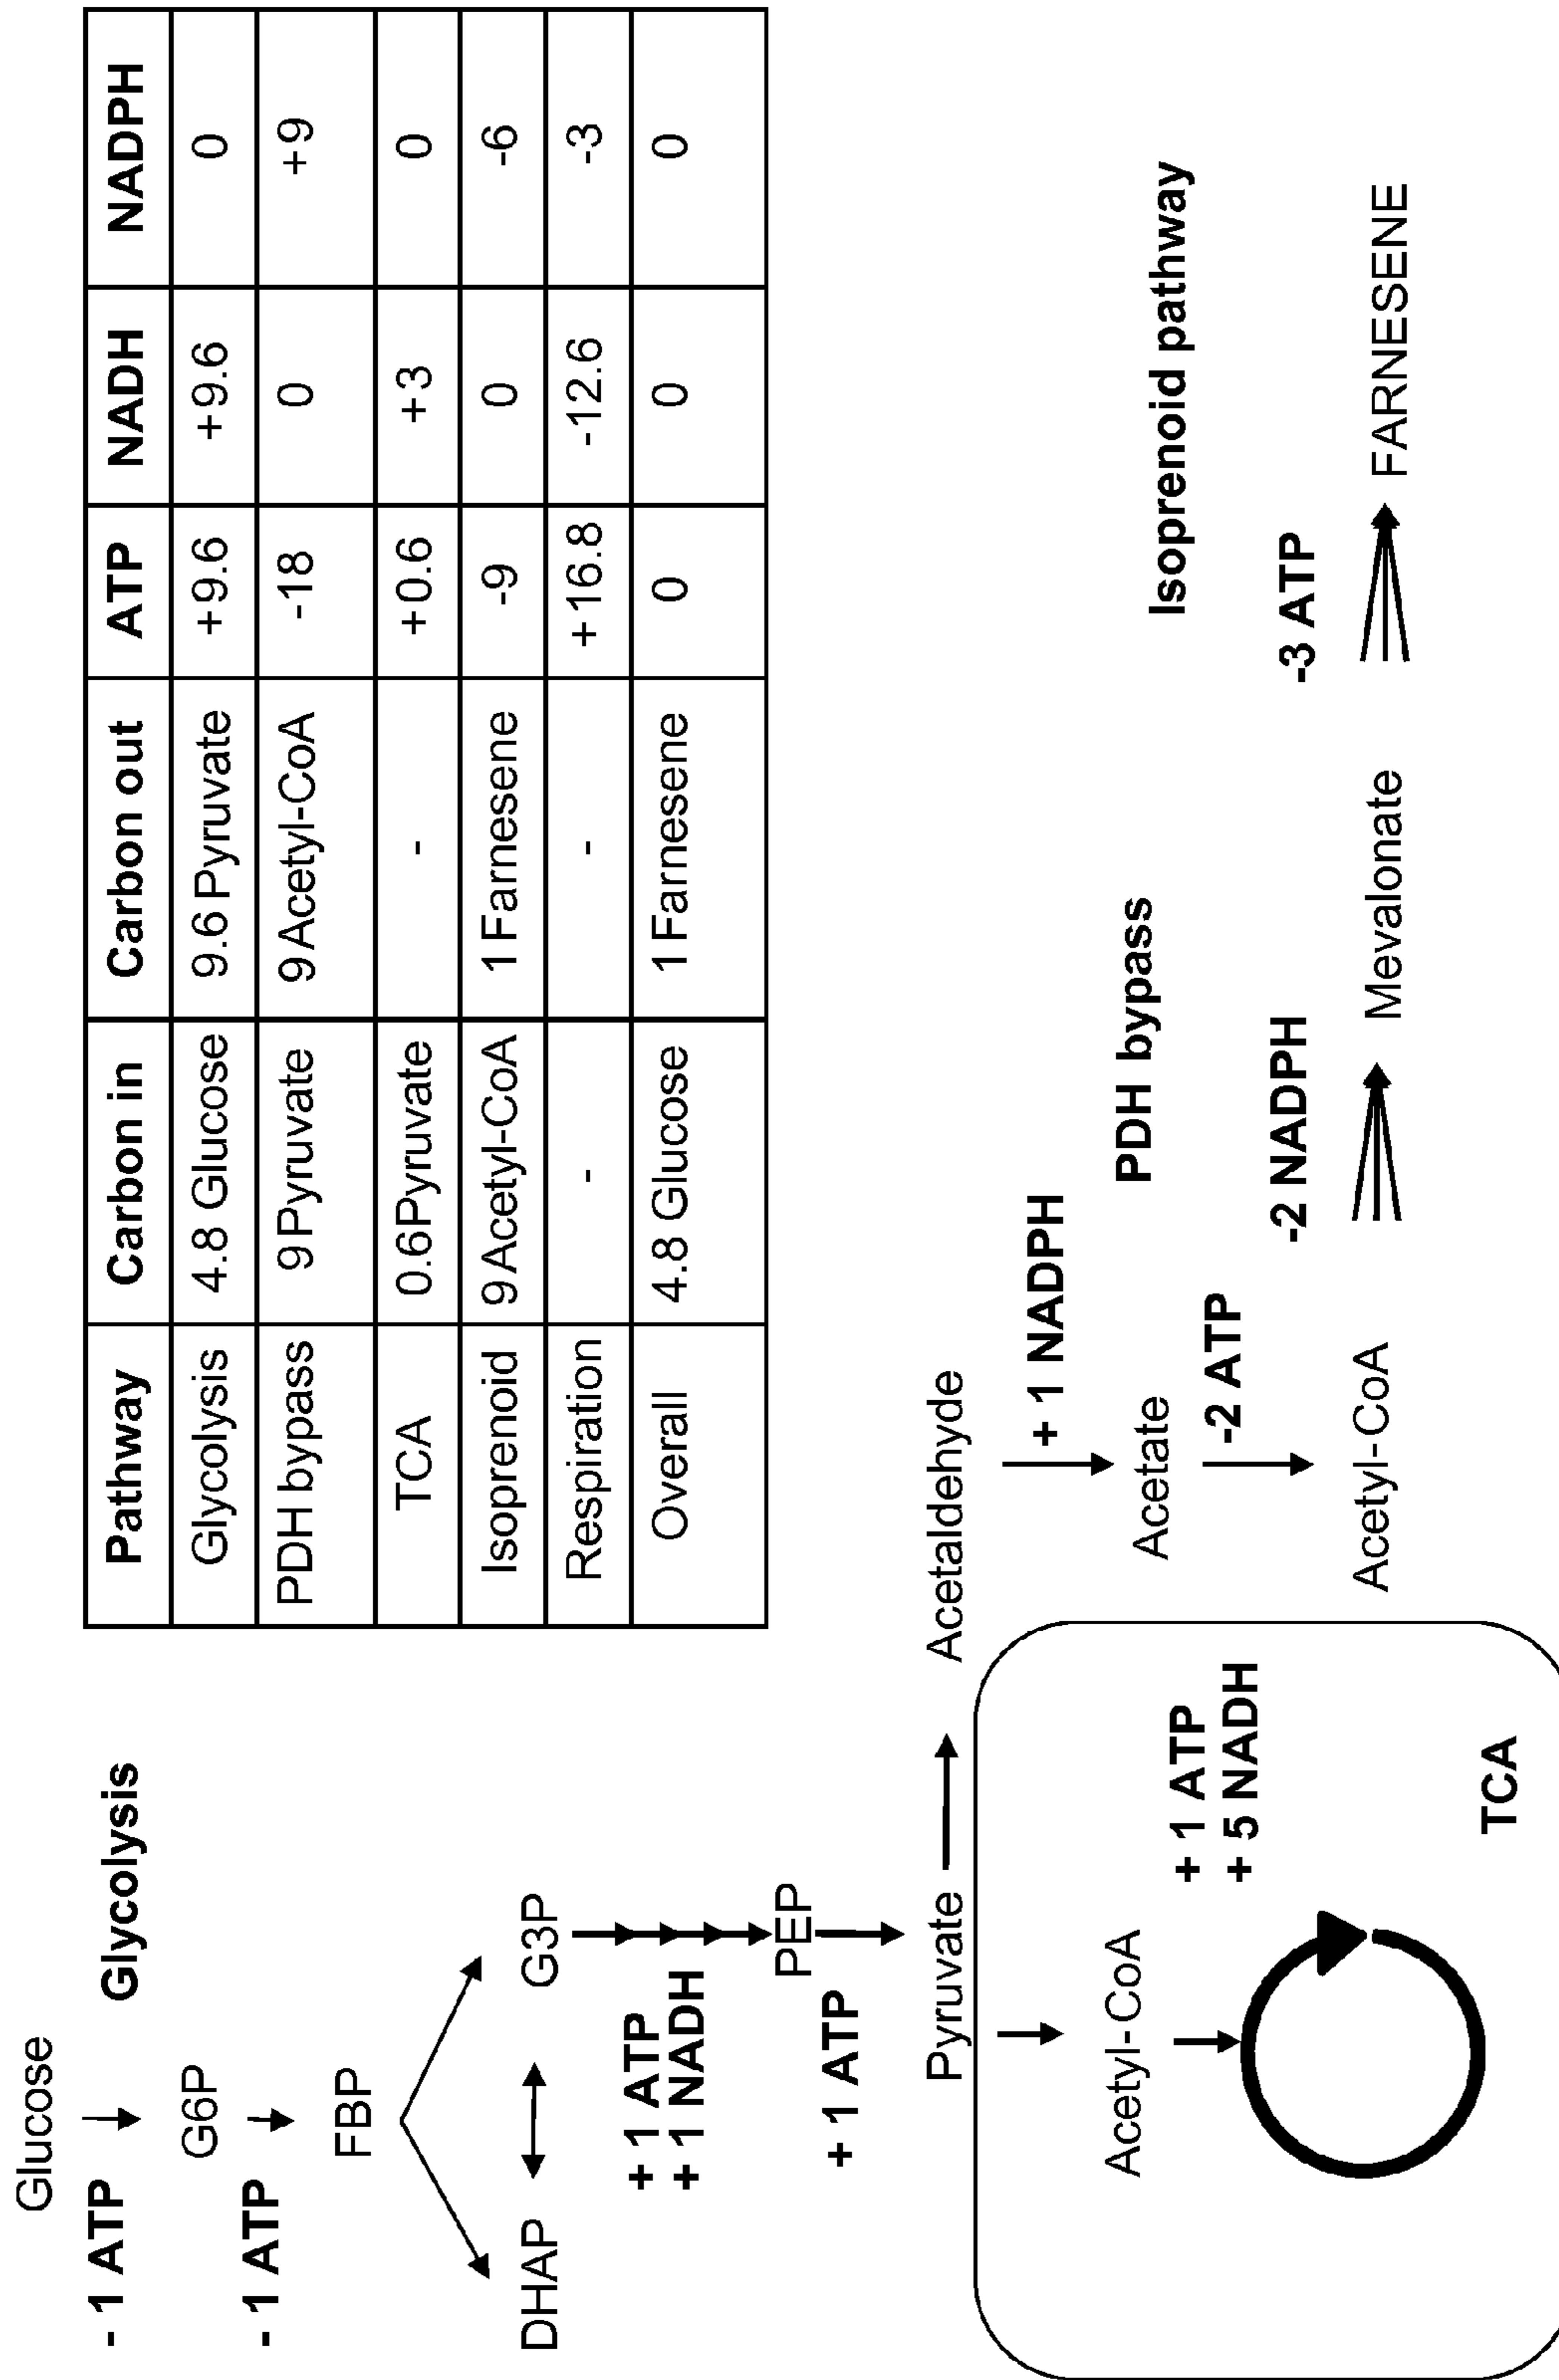 Glucose
- 1 ATP
Glycolysis
G6P
- 1 ATP
FBP
DHAP
G3P
+ 1 ATP
+ 1 NADH
PEP
+ 1 ATP
Pyruvate
Acetaldehyde
Acetyl-CoA
+ 1 ATP
+ 5 NADH
TCA
+ 1 NADPH
Acetate
PDH bypass
-2 ATP
Acetyl-CoA
-2 NADPH
Mevalonate
Isoprenoid pathway
-3 ATP
FARNESENE
Pathway Carbon in Carbon out ATP NADH NADPH
Glycolysis 4.8 Glucose 9.6 Pyruvate +9.6 +9.6 0
PDH bypass 9 Pyruvate 9 Acetyl-CoA -18 0 +9
TCA 0.6 Pyruvate - +0.6 +3 0
Isoprenoid 9 Acetyl-CoA 1 Farnesene -9 0 -6
Respiration - - +16.8 -12.6 -3
Overall 4.8 Glucose 1 Farnesene 0 0 0